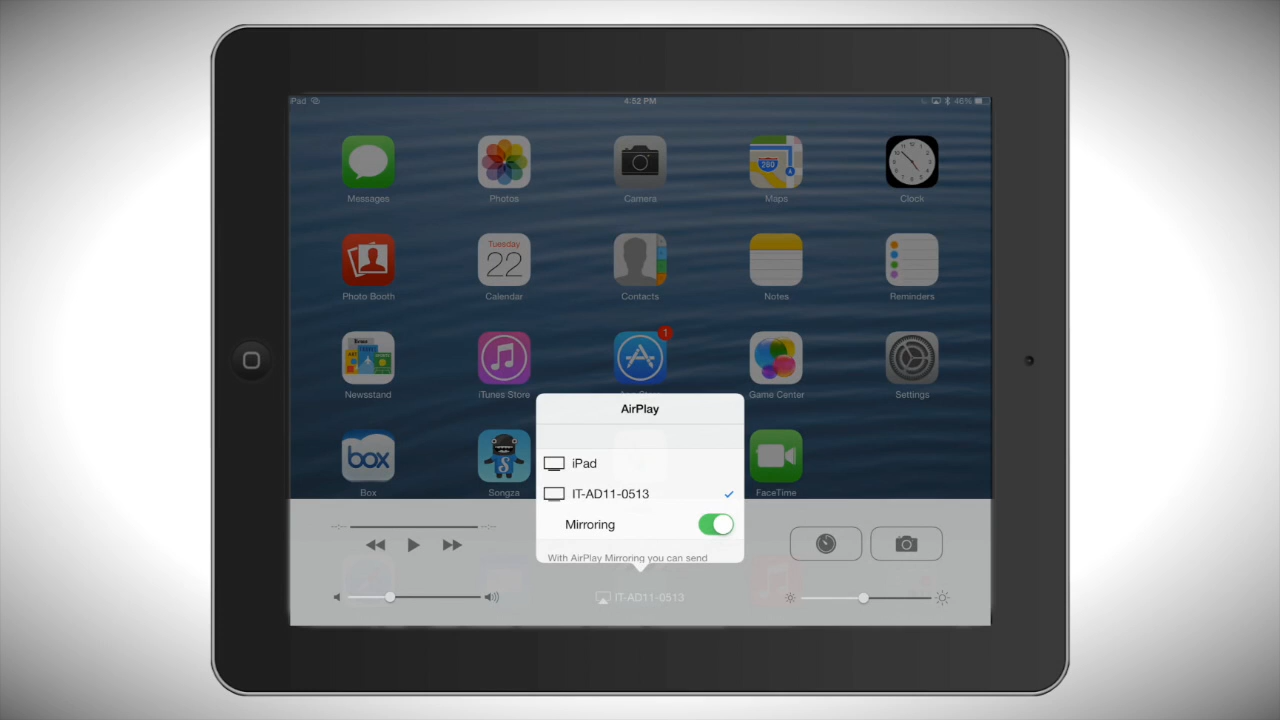 Pad 4:52 PM 46%
Messages Photos Camera Maps Clock
280
Tuesday
22
Photo Booth Calendar Contacts Notes Reminders
1
Newsstand iTunes Store Game Center Settings
AirPlay
box
S
iPad
Box Songza FaceTime
IT-AD11-0513
Mirroring
With AirPlay Mirroring you can send
IT-AD11-0513